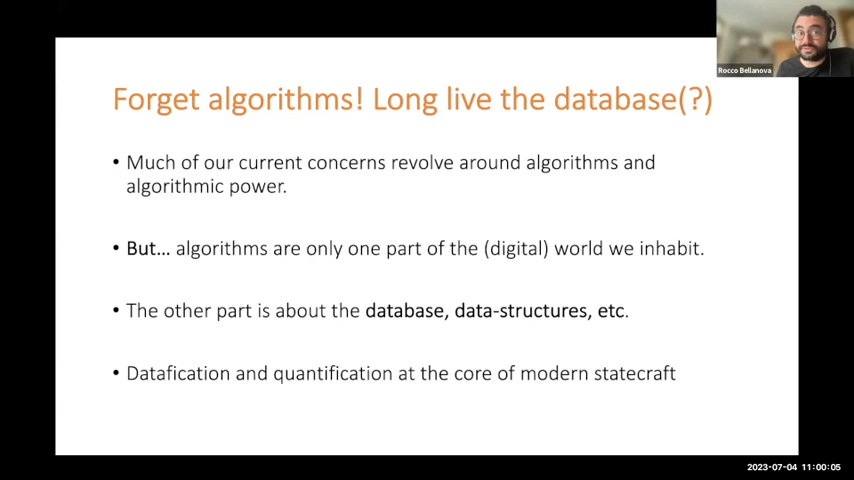 Rocco Bellanova
Forget algorithms! Long live the database(?)
• Much of our current concerns revolve around algorithms and
algorithmic power.
• But... algorithms are only one part of the (digital) world we inhabit.
• The other part is about the database, data-structures, etc.
• Datafication and quantification at the core of modern statecraft
2023-07-04 11:00:05